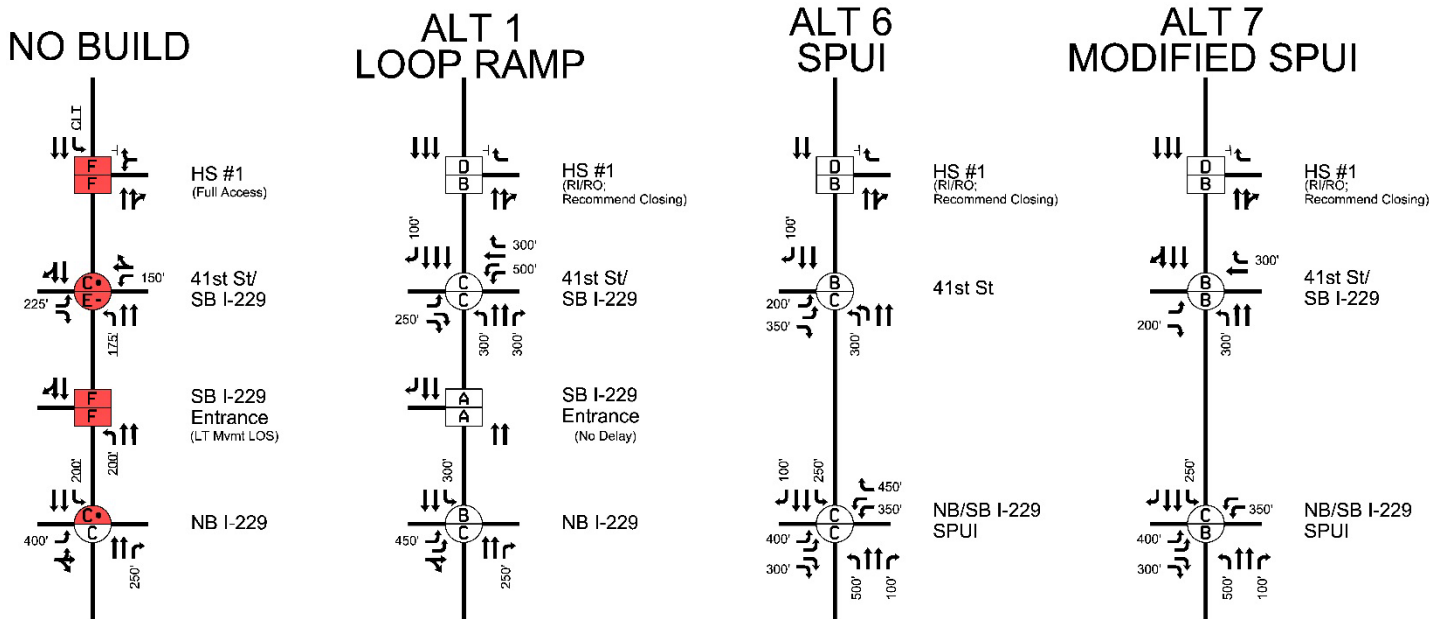 NO BUILD
CLT
F
F
HS #1
(Full Access)
C•
E-
150'
225'
175'
41st St/
SB I-229
F
F
SB I-229
Entrance
(LT Mvmt LOS)
200'
200'
C•
C
NB I-229
400'
250'
ALT 1
LOOP RAMP
D
B
HS #1
(RI/RO;
Recommend Closing)
100'
300'
500'
C
C
41st St/
SB I-229
250'
300'
300'
A
A
SB I-229
Entrance
(No Delay)
300'
B
C
NB I-229
450'
250'
ALT 6
SPUI
D
B
HS #1
(RI/RO;
Recommend Closing)
100'
B
C
41st St
200'
350'
300'
100'
250'
450'
350'
C
C
NB/SB I-229
SPUI
400'
300'
500'
100'
ALT 7
MODIFIED SPUI
D
B
HS #1
(RI/RO;
Recommend Closing)
300'
B
B
41st St/
SB I-229
200'
300'
250'
350'
C
B
NB/SB I-229
SPUI
400'
300'
500'
100'